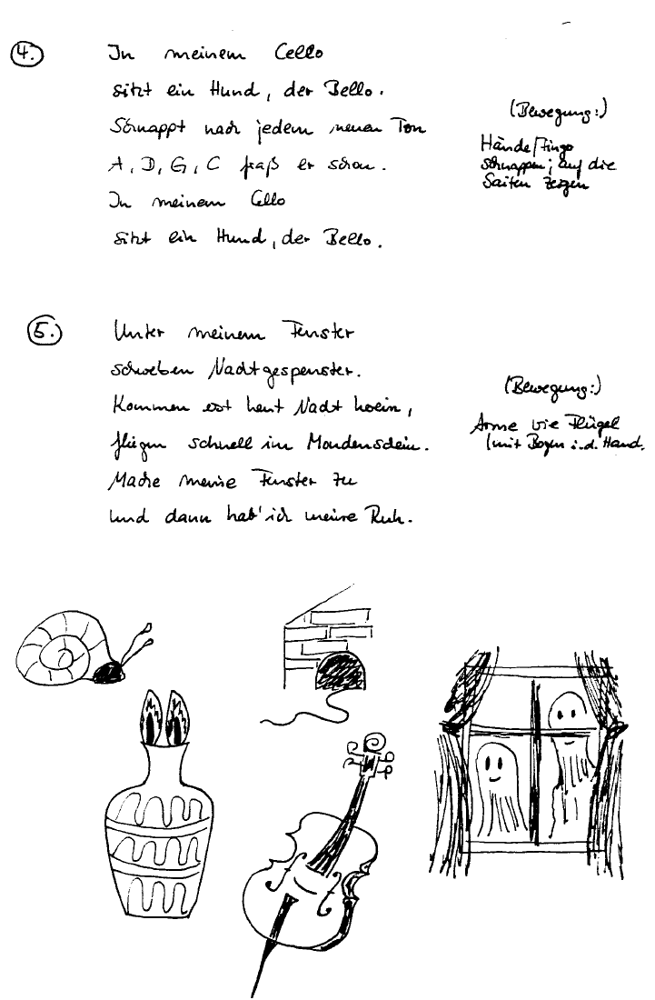 4.
In meinem Cello
sitzt ein Hund, der Bello.
Schnappt nach jedem neuen Ton
A, D, G, C fraß er schon.
In meinem Cello
sitzt ein Hund, der Bello.
(Bewegung:)
Hände/Finger
schnappen; auf die
Saiten zeigen
5.
Unter meinem Fenster
schweben Nachtgespenster.
Kommen erst heut Nacht herein,
fliegen schnell im Mondenschein.
Mache meine Fenster zu
und dann hab' ich meine Ruh.
(Bewegung:)
Arme wie Flügel
(mit Bogen i.d. Hand.